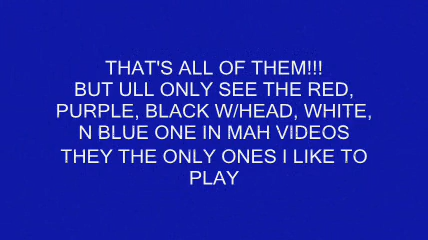 THAT'S ALL OF THEM!!!
BUT ULL ONLY SEE THE RED,
PURPLE, BLACK W/HEAD, WHITE,
N BLUE ONE IN MAH VIDEOS
THEY THE ONLY ONES I LIKE TO
PLAY